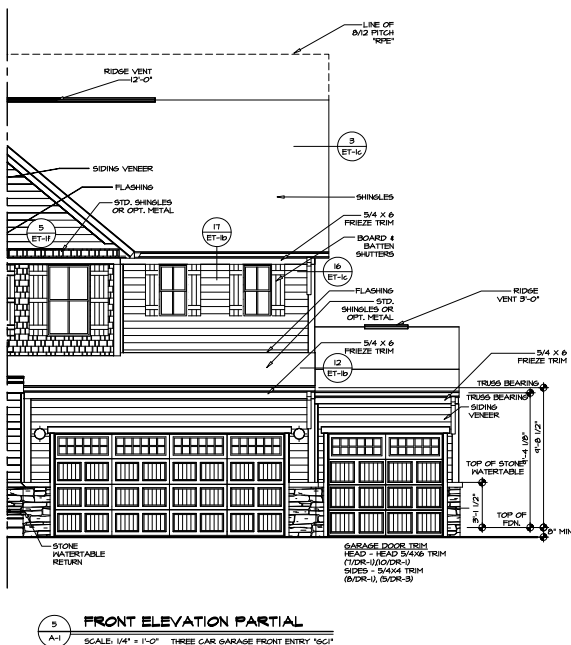 LINE OF
8/12 PITCH
"RPE"
RIDGE VENT
12'-0"
3
ET-1c
SIDING VENEER
FLASHING
STD. SHINGLES
OR OPT. METAL
SHINGLES
5
ET-1f
17
ET-1b
5/4 X 6
FRIEZE TRIM
BOARD &
BATTEN
SHUTTERS
16
ET-1c
FLASHING
STD.
SHINGLES OR
OPT. METAL
RIDGE
VENT 3'-0"
5/4 X 6
FRIEZE TRIM
12
ET-1b
5/4 X 6
FRIEZE TRIM
TRUSS BEARING
TRUSS BEARING
SIDING
VENEER
9'-4 1/8"
9'-8 1/2"
TOP OF STONE
WATERTABLE
3'-1 1/2"
TOP OF
FDN.
8" MIN
STONE
WATERTABLE
RETURN
GARAGE DOOR TRIM
HEAD - HEAD 5/4X6 TRIM
(7/DR-1)(10/DR-1)
SIDES - 5/4X4 TRIM
(8/DR-1), (5/DR-3)
5
A-1
FRONT ELEVATION PARTIAL
SCALE: 1/4" = 1'-0" THREE CAR GARAGE FRONT ENTRY "GC1"